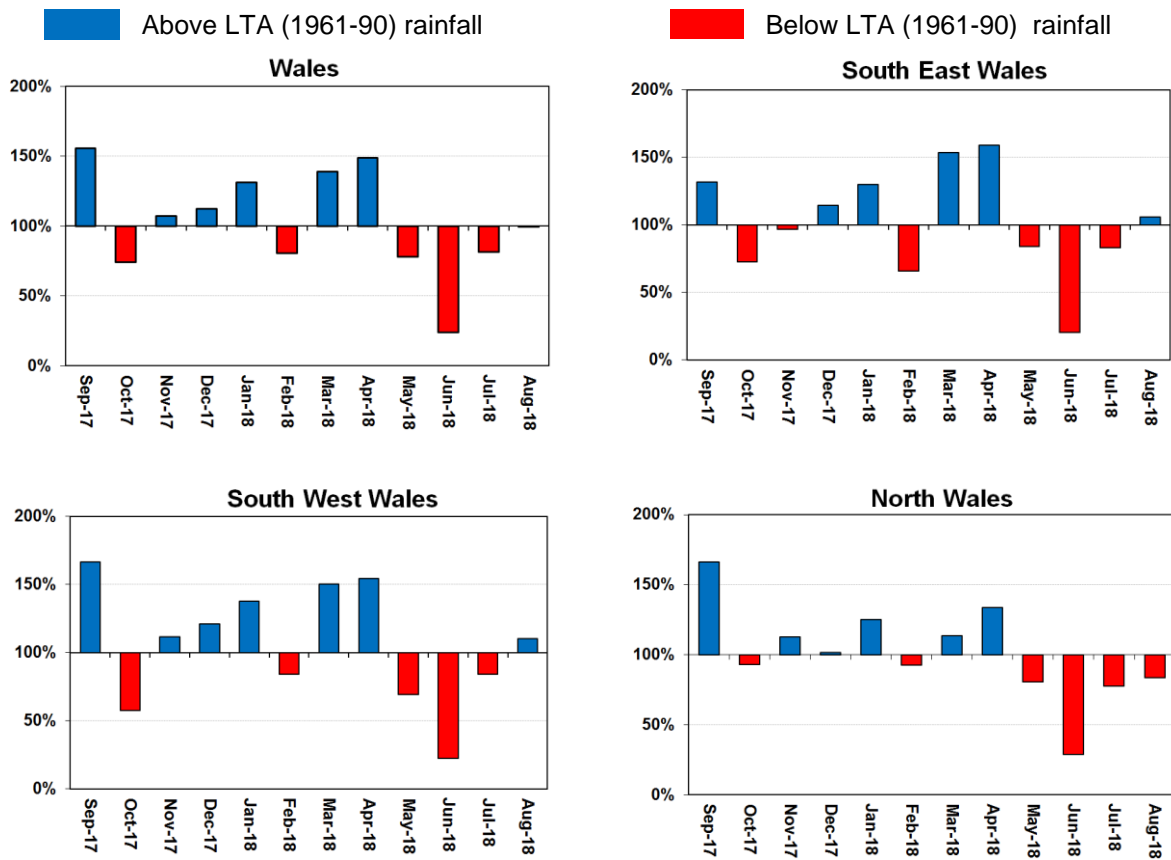 Above LTA (1961-90) rainfall
Below LTA (1961-90) rainfall
Wales
200%
150%
100%
50%
0%
Sep-17
Oct-17
Nov-17
Dec-17
Jan-18
Feb-18
Mar-18
Apr-18
May-18
Jun-18
Jul-18
Aug-18
South East Wales
200%
150%
100%
50%
0%
Sep-17
Oct-17
Nov-17
Dec-17
Jan-18
Feb-18
Mar-18
Apr-18
May-18
Jun-18
Jul-18
Aug-18
South West Wales
200%
150%
100%
50%
0%
Sep-17
Oct-17
Nov-17
Dec-17
Jan-18
Feb-18
Mar-18
Apr-18
May-18
Jun-18
Jul-18
Aug-18
North Wales
200%
150%
100%
50%
0%
Sep-17
Oct-17
Nov-17
Dec-17
Jan-18
Feb-18
Mar-18
Apr-18
May-18
Jun-18
Jul-18
Aug-18